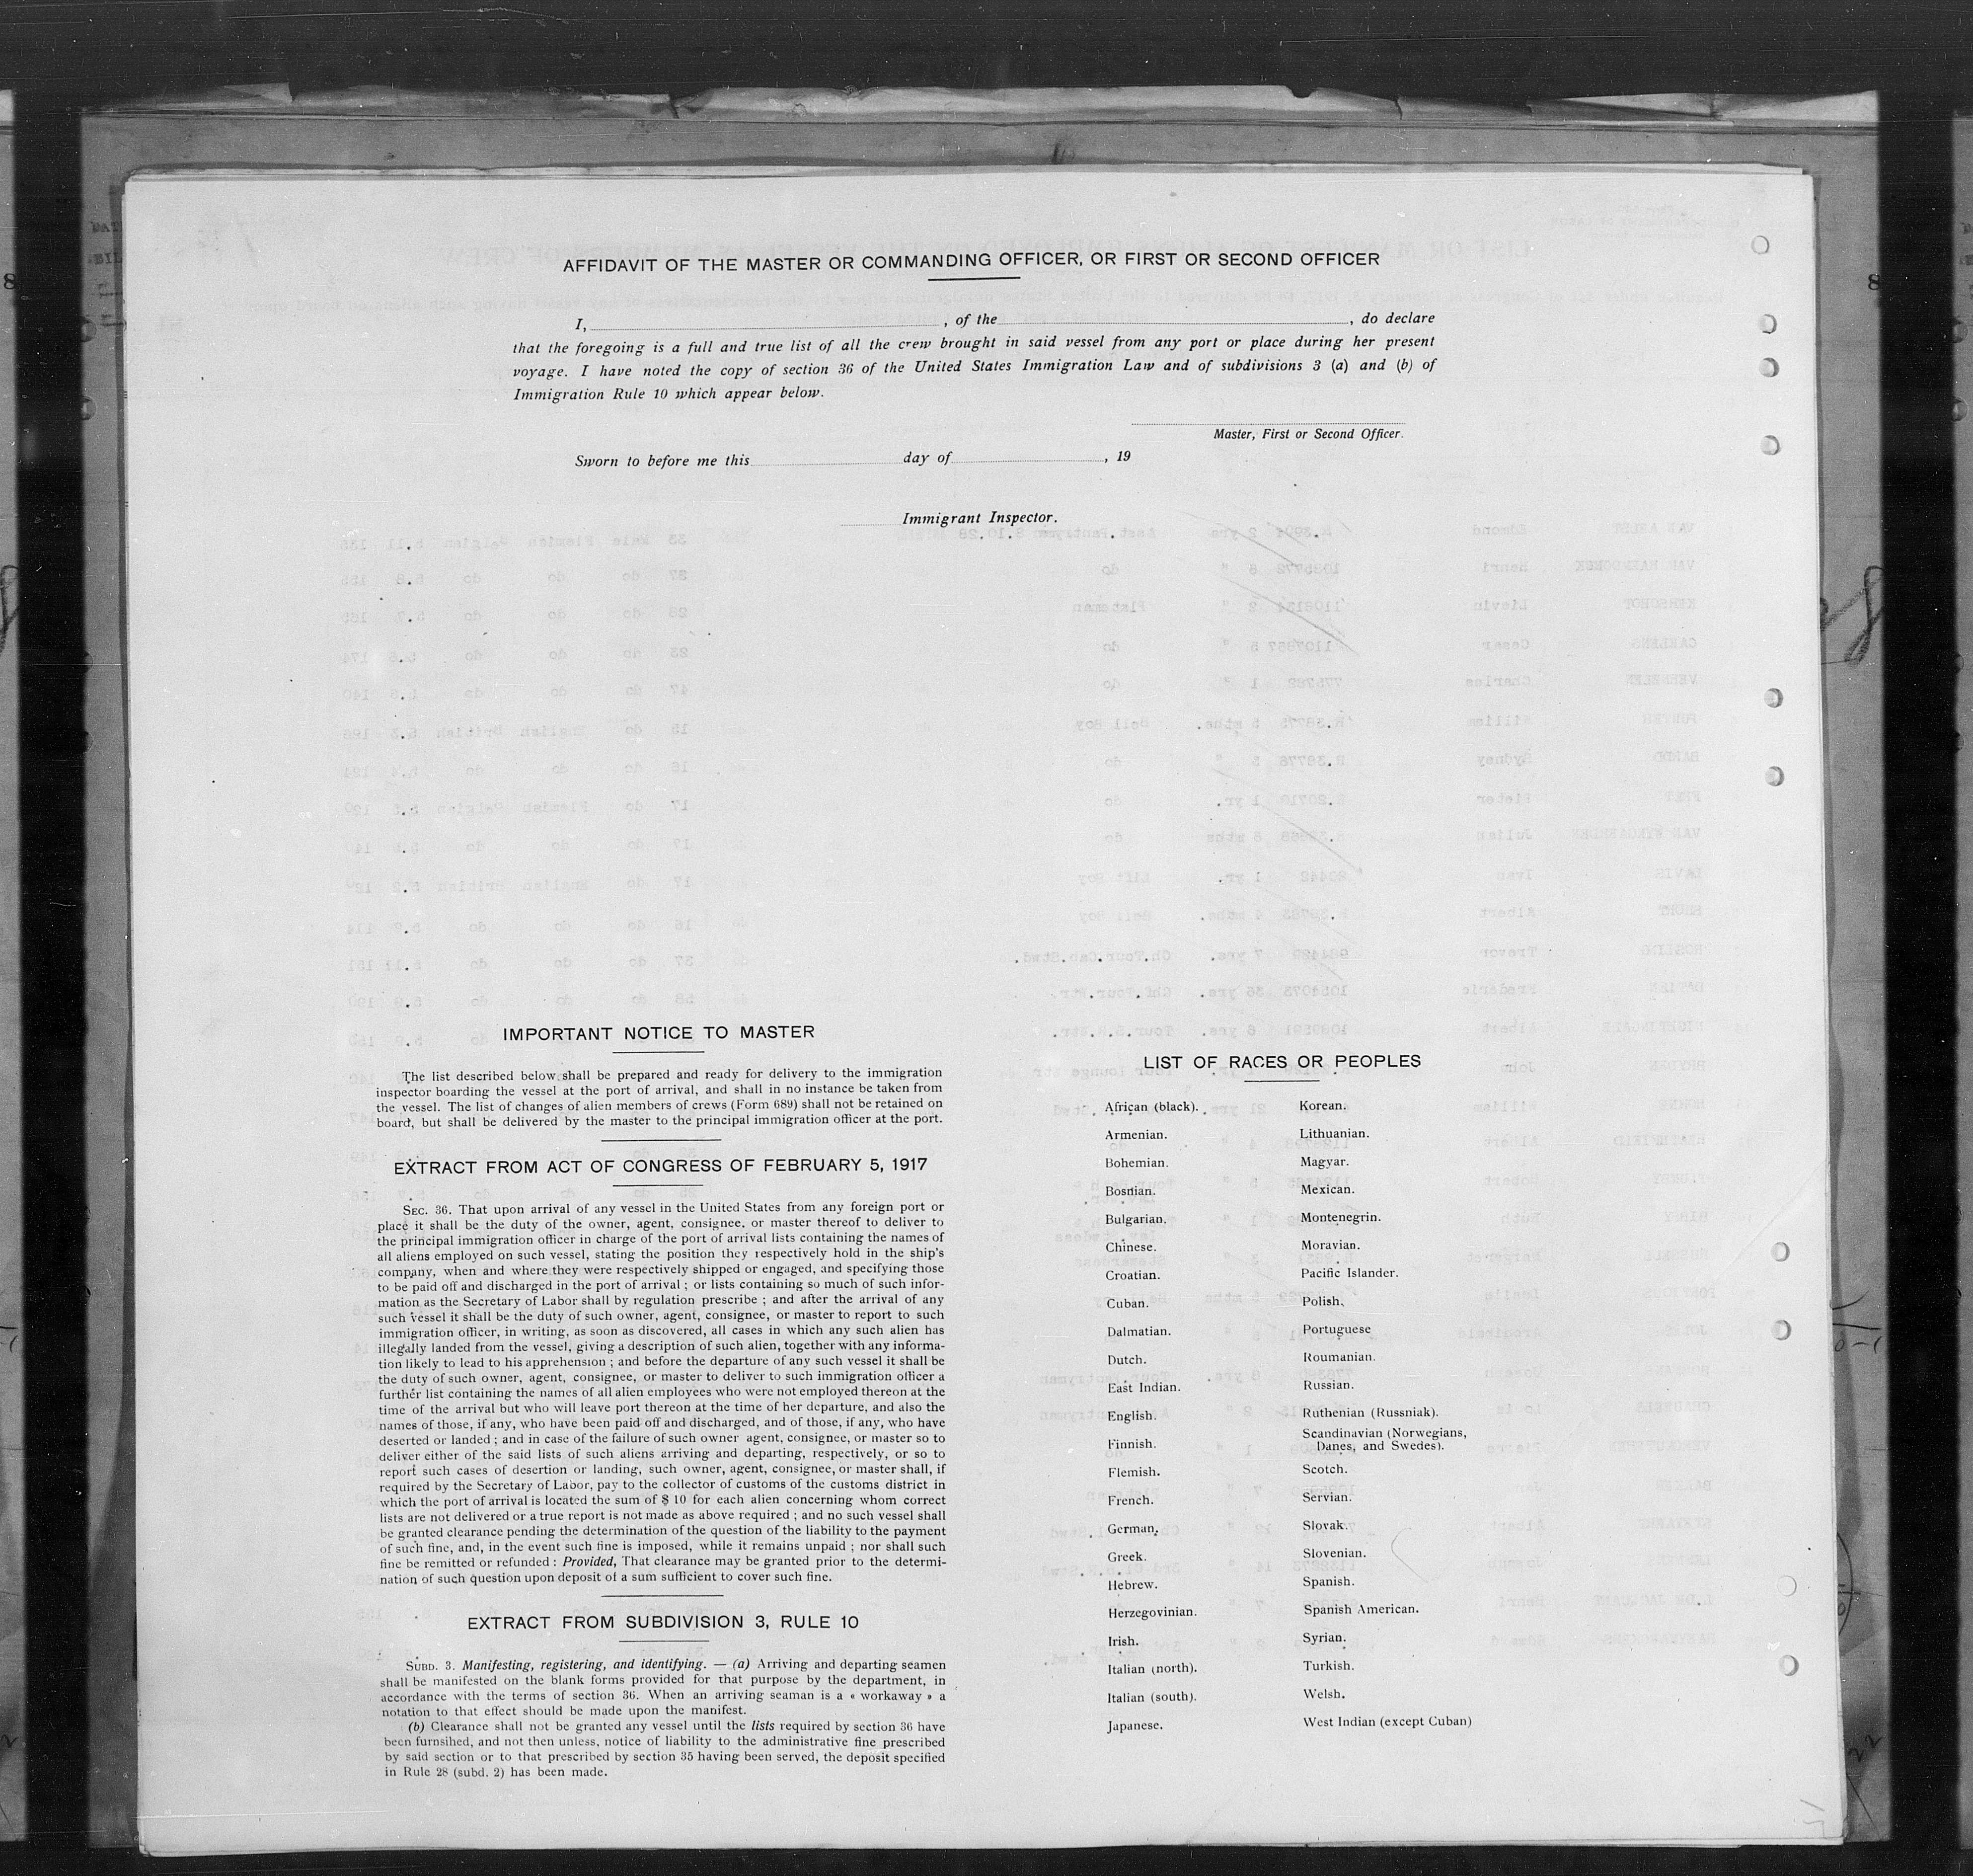 AFFIDAVIT OF THE MASTER OR COMMANDING OFFICER, OR FIRST OR SECOND OFFICER
I, , of the , do declare
that the foregoing is a full and true list of all the crew brought in said vessel from any port or place during her present
voyage. I have noted the copy of section 36 of the United States Immigration Law and of subdivisions 3 (a) and (b) of
Immigration Rule 10 which appear below.
Master, First or Second Officer.
Sworn to before me this day of , 19
Immigrant Inspector.
IMPORTANT NOTICE TO MASTER
The list described below shall be prepared and ready for delivery to the immigration
inspector boarding the vessel at the port of arrival, and shall in no instance be taken from
the vessel. The list of changes of alien members of crews (Form 689) shall not be retained on
board, but shall be delivered by the master to the principal immigration officer at the port.
EXTRACT FROM ACT OF CONGRESS OF FEBRUARY 5, 1917
SEC. 36. That upon arrival of any vessel in the United States from any foreign port or
place it shall be the duty of the owner, agent, consignee. or master thereof to deliver to
the principal immigration officer in charge of the port of arrival lists containing the names of
all aliens employed on such vessel, stating the position they respectively hold in the ship's
company, when and where they were respectively shipped or engaged, and specifying those
to be paid off and discharged in the port of arrival ; or lists containing so much of such infor-
mation as the Secretary of Labor shall by regulation prescribe ; and after the arrival of any
such vessel it shall be the duty of such owner, agent, consignee, or master to report to such
immigration officer, in writing, as soon as discovered, all cases in which any such alien has
illegally landed from the vessel, giving a description of such alien, together with any informa-
tion likely to lead to his apprehension ; and before the departure of any such vessel it shall be
the duty of such owner, agent, consignee, or master to deliver to such immigration officer a
further list containing the names of all alien employees who were not employed thereon at the
time of the arrival but who will leave port thereon at the time of her departure, and also the
names of those, if any, who have been paid off and discharged, and of those, if any, who have
deserted or landed ; and in case of the failure of such owner agent, consignee, or master so to
deliver either of the said lists of such aliens arriving and departing, respectively, or so to
report such cases of desertion or landing, such owner, agent, consignee, or master shall, if
required by the Secretary of Labor, pay to the collector of customs of the customs district in
which the port of arrival is located the sum of $ 10 for each alien concerning whom correct
lists are not delivered or a true report is not made as above required ; and no such vessel shall
be granted clearance pending the determination of the question of the liability to the payment
of such fine, and, in the event such fine is imposed, while it remains unpaid ; nor shall such
fine be remitted or refunded : Provided, That clearance may be granted prior to the determi-
nation of such question upon deposit of a sum sufficient to cover such fine.
EXTRACT FROM SUBDIVISION 3, RULE 10
SUBD. 3. Manifesting, registering, and identifying. — (a) Arriving and departing seamen
shall be manifested on the blank forms provided for that purpose by the department, in
accordance with the terms of section 36. When an arriving seaman is a « workaway » a
notation to that effect should be made upon the manifest.
(b) Clearance shall not be granted any vessel until the lists required by section 36 have
been furnsihed, and not then unless, notice of liability to the administrative fine prescribed
by said section or to that prescribed by section 35 having been served, the deposit specified
in Rule 28 (subd. 2) has been made.
LIST OF RACES OR PEOPLES
African (black).
Armenian.
Bohemian.
Bosnian.
Bulgarian.
Chinese.
Croatian.
Cuban.
Dalmatian.
Dutch.
East Indian.
English.
Finnish.
Flemish.
French.
German.
Greek.
Hebrew.
Herzegovinian.
Irish.
Italian (north).
Italian (south).
Japanese.
Korean.
Lithuanian.
Magyar.
Mexican.
Montenegrin.
Moravian.
Pacific Islander.
Polish.
Portuguese
Roumanian.
Russian.
Ruthenian (Russniak).
Scandinavian (Norwegians,
Danes, and Swedes).
Scotch.
Servian.
Slovak.
Slovenian.
Spanish.
Spanish American.
Syrian.
Turkish.
Welsh.
West Indian (except Cuban)